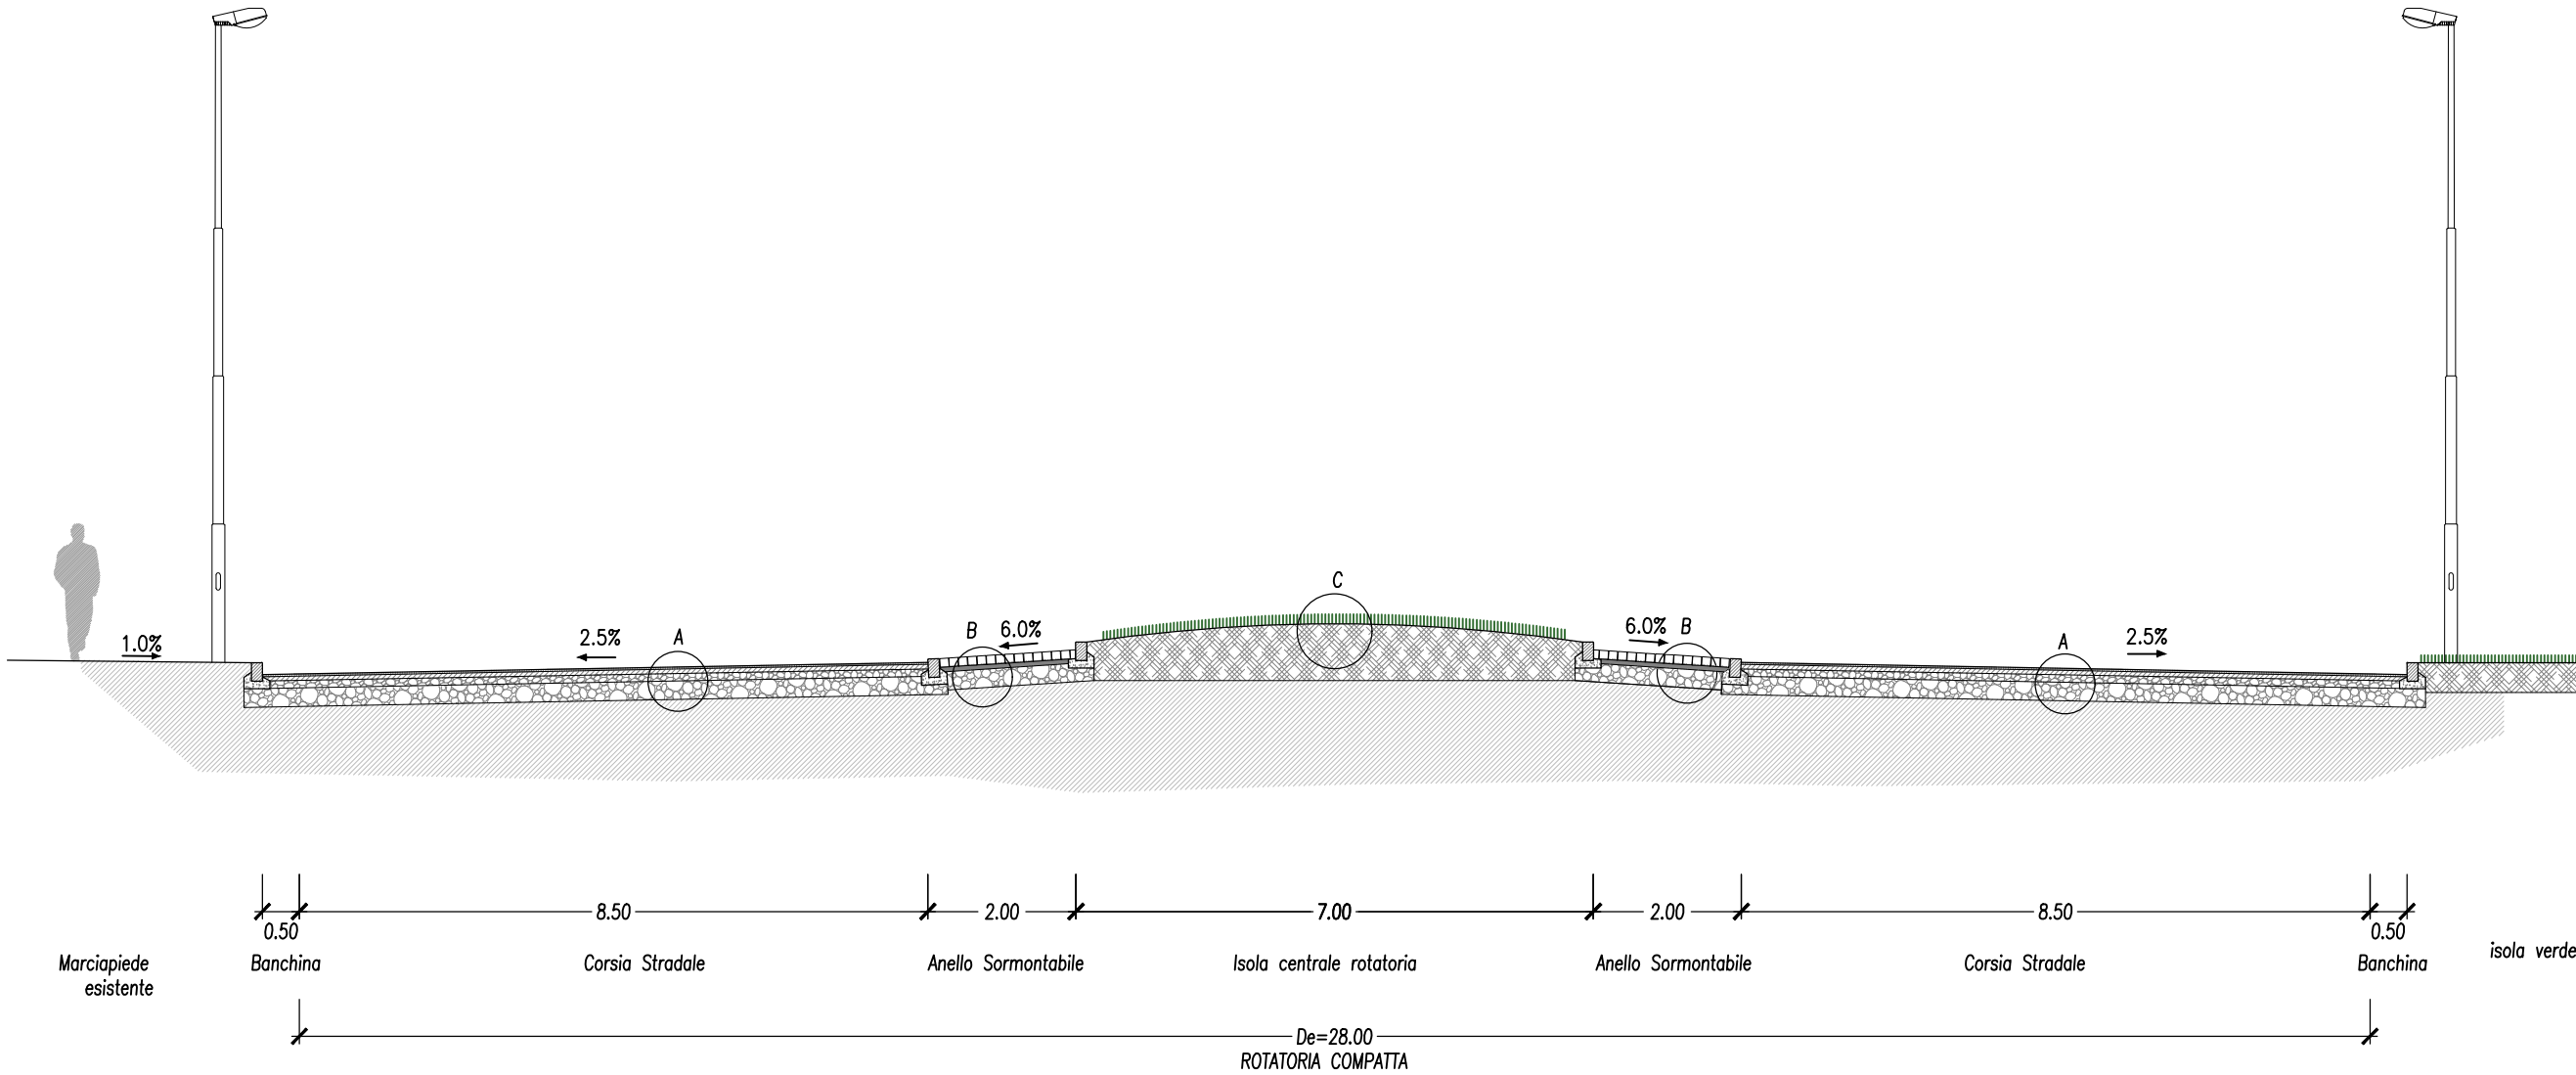 C
1.0%
2.5%
A
B
6.0%
6.0%
B
A
2.5%
8.50
2.00
7.00
2.00
8.50
0.50
0.50
Marciapiede
esistente
Banchina
Corsia Stradale
Anello Sormontabile
Isola centrale rotatoria
Anello Sormontabile
Corsia Stradale
Banchina
isola verde
De=28.00
ROTATORIA COMPATTA